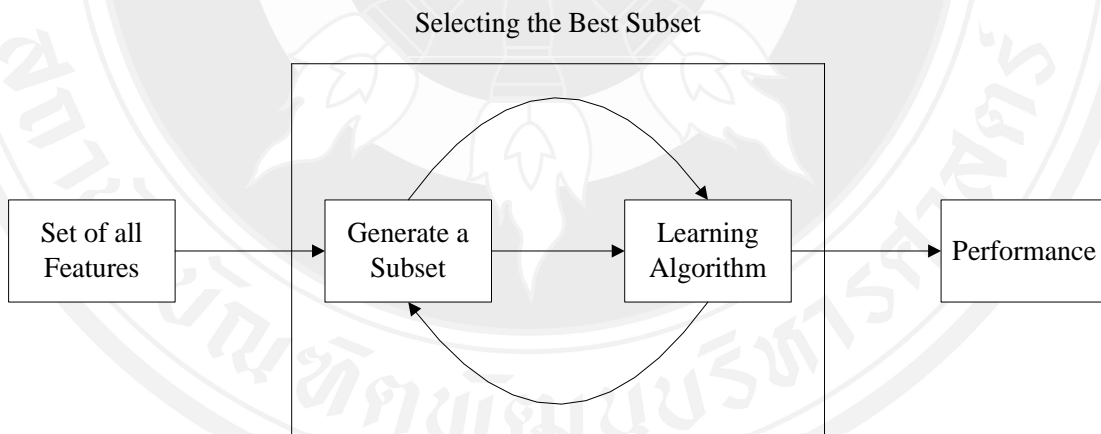 Selecting the Best Subset
Set of all
Features
Generate a
Subset
Learning
Algorithm
Performance